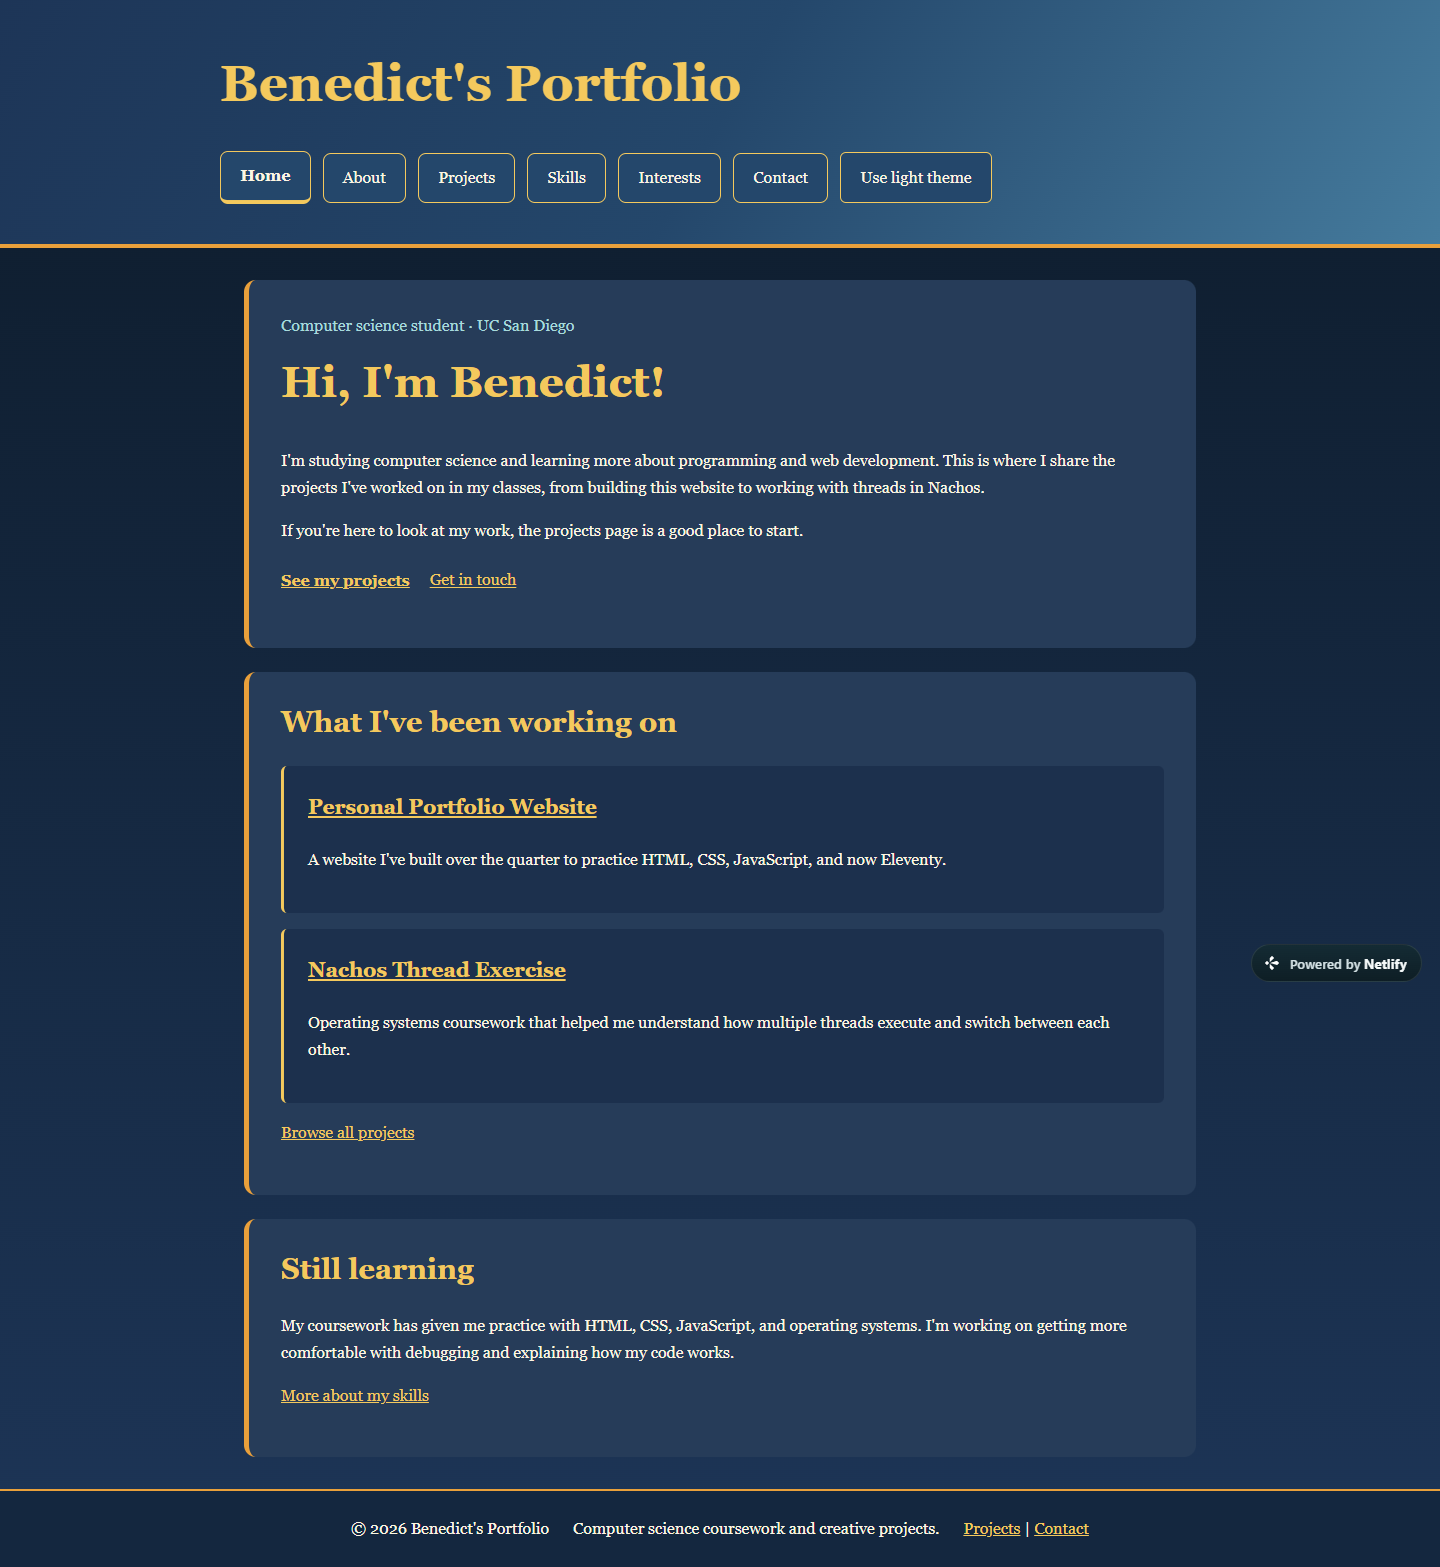 Benedict's Portfolio
Home
About
Projects
Skills
Interests
Contact
Use light theme
Computer science student · UC San Diego
Hi, I'm Benedict!
I'm studying computer science and learning more about programming and web development. This is where I share the
projects I've worked on in my classes, from building this website to working with threads in Nachos.
If you're here to look at my work, the projects page is a good place to start.
See my projects Get in touch
What I've been working on
Personal Portfolio Website
A website I've built over the quarter to practice HTML, CSS, JavaScript, and now Eleventy.
Nachos Thread Exercise
Operating systems coursework that helped me understand how multiple threads execute and switch between each
other.
Browse all projects
Powered by Netlify
Still learning
My coursework has given me practice with HTML, CSS, JavaScript, and operating systems. I'm working on getting more
comfortable with debugging and explaining how my code works.
More about my skills
© 2026 Benedict's Portfolio Computer science coursework and creative projects. Projects | Contact